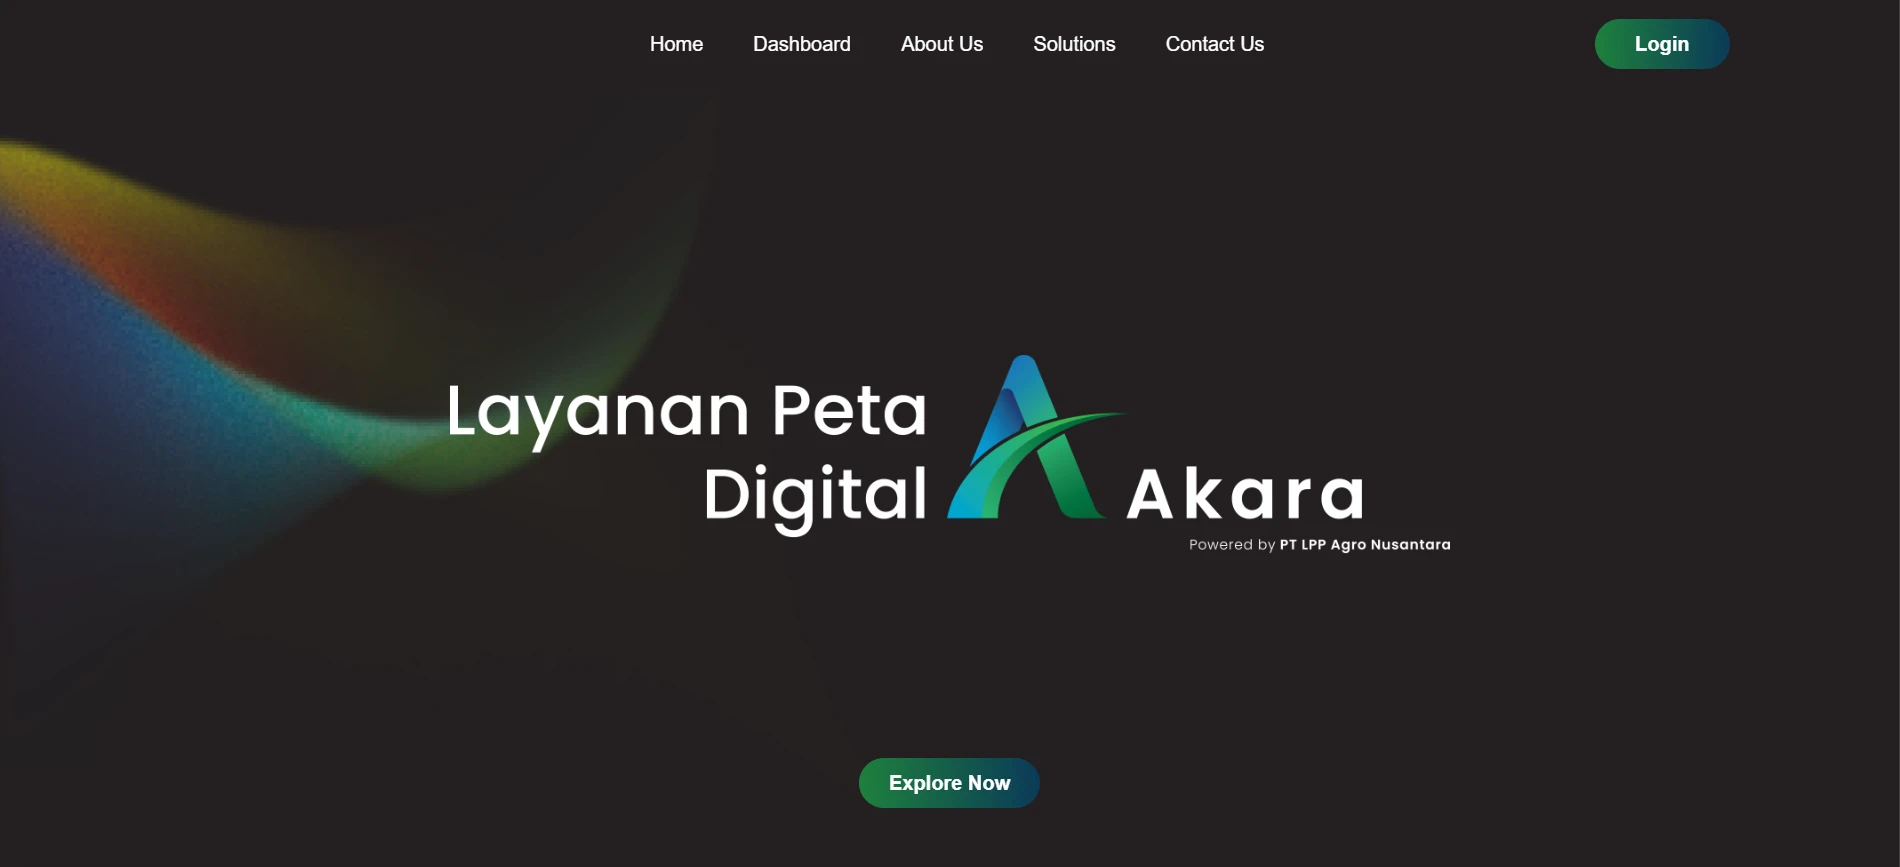 Home Dashboard About Us Solutions Contact Us Login
Layanan Peta
Digital Akara
Powered by PT LPP Agro Nusantara
Explore Now